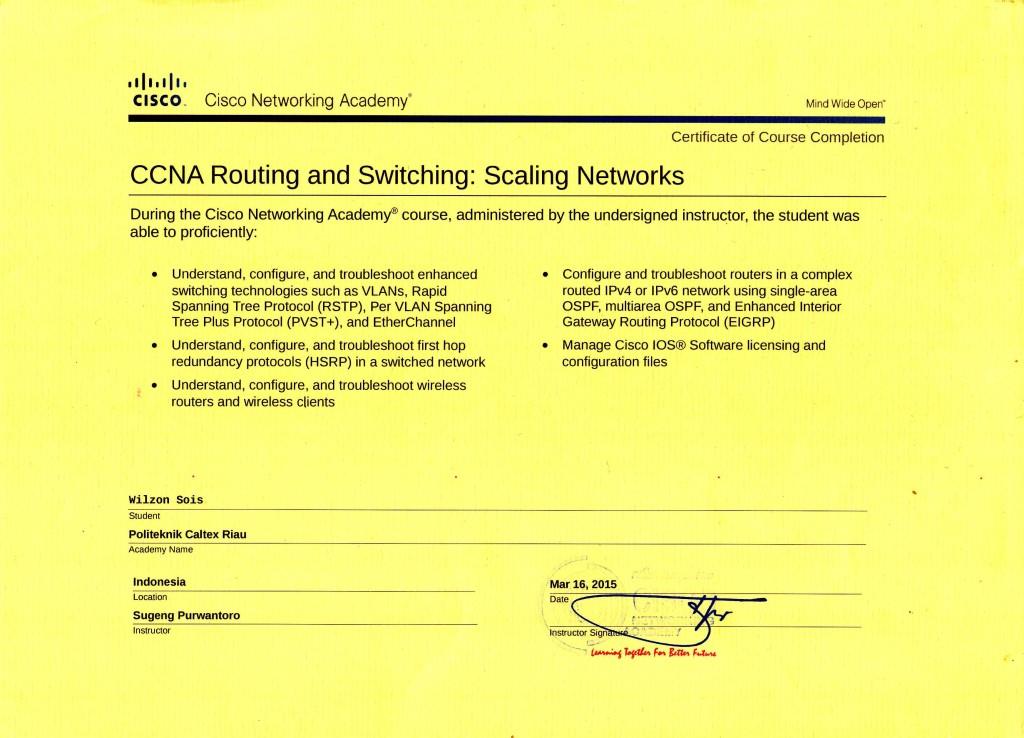 CISCO
Cisco Networking Academy®
Mind Wide Open®
Certificate of Course Completion
CCNA Routing and Switching: Scaling Networks
During the Cisco Networking Academy® course, administered by the undersigned instructor, the student was
able to proficiently:
• Understand, configure, and troubleshoot enhanced
switching technologies such as VLANs, Rapid
Spanning Tree Protocol (RSTP), Per VLAN Spanning
Tree Plus Protocol (PVST+), and EtherChannel
• Understand, configure, and troubleshoot first hop
redundancy protocols (HSRP) in a switched network
• Understand, configure, and troubleshoot wireless
routers and wireless clients
• Configure and troubleshoot routers in a complex
routed IPv4 or IPv6 network using single-area
OSPF, multiarea OSPF, and Enhanced Interior
Gateway Routing Protocol (EIGRP)
• Manage Cisco IOS® Software licensing and
configuration files
Wilzon Sois
Student
Politeknik Caltex Riau
Academy Name
Indonesia
Location
Sugeng Purwantoro
Instructor
Mar 16, 2015
Date
NETWORKING
ACADEMY
Instructor Signature
Learning Together For Better Future